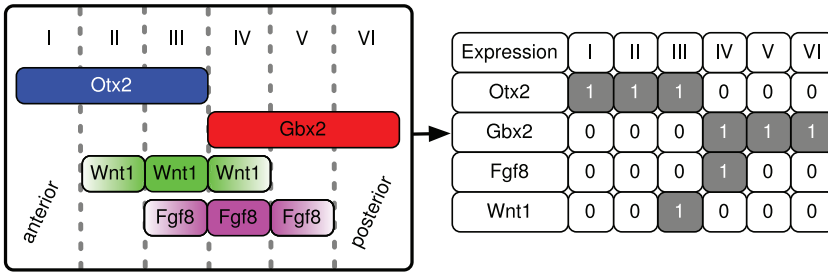 I II III IV V VI
Otx2
Gbx2
Wnt1 Wnt1 Wnt1
Fgf8 Fgf8 Fgf8
anterior
posterior
Expression I II III IV V VI
Otx2 1 1 1 0 0 0
Gbx2 0 0 0 1 1 1
Fgf8 0 0 0 1 0 0
Wnt1 0 0 1 0 0 0